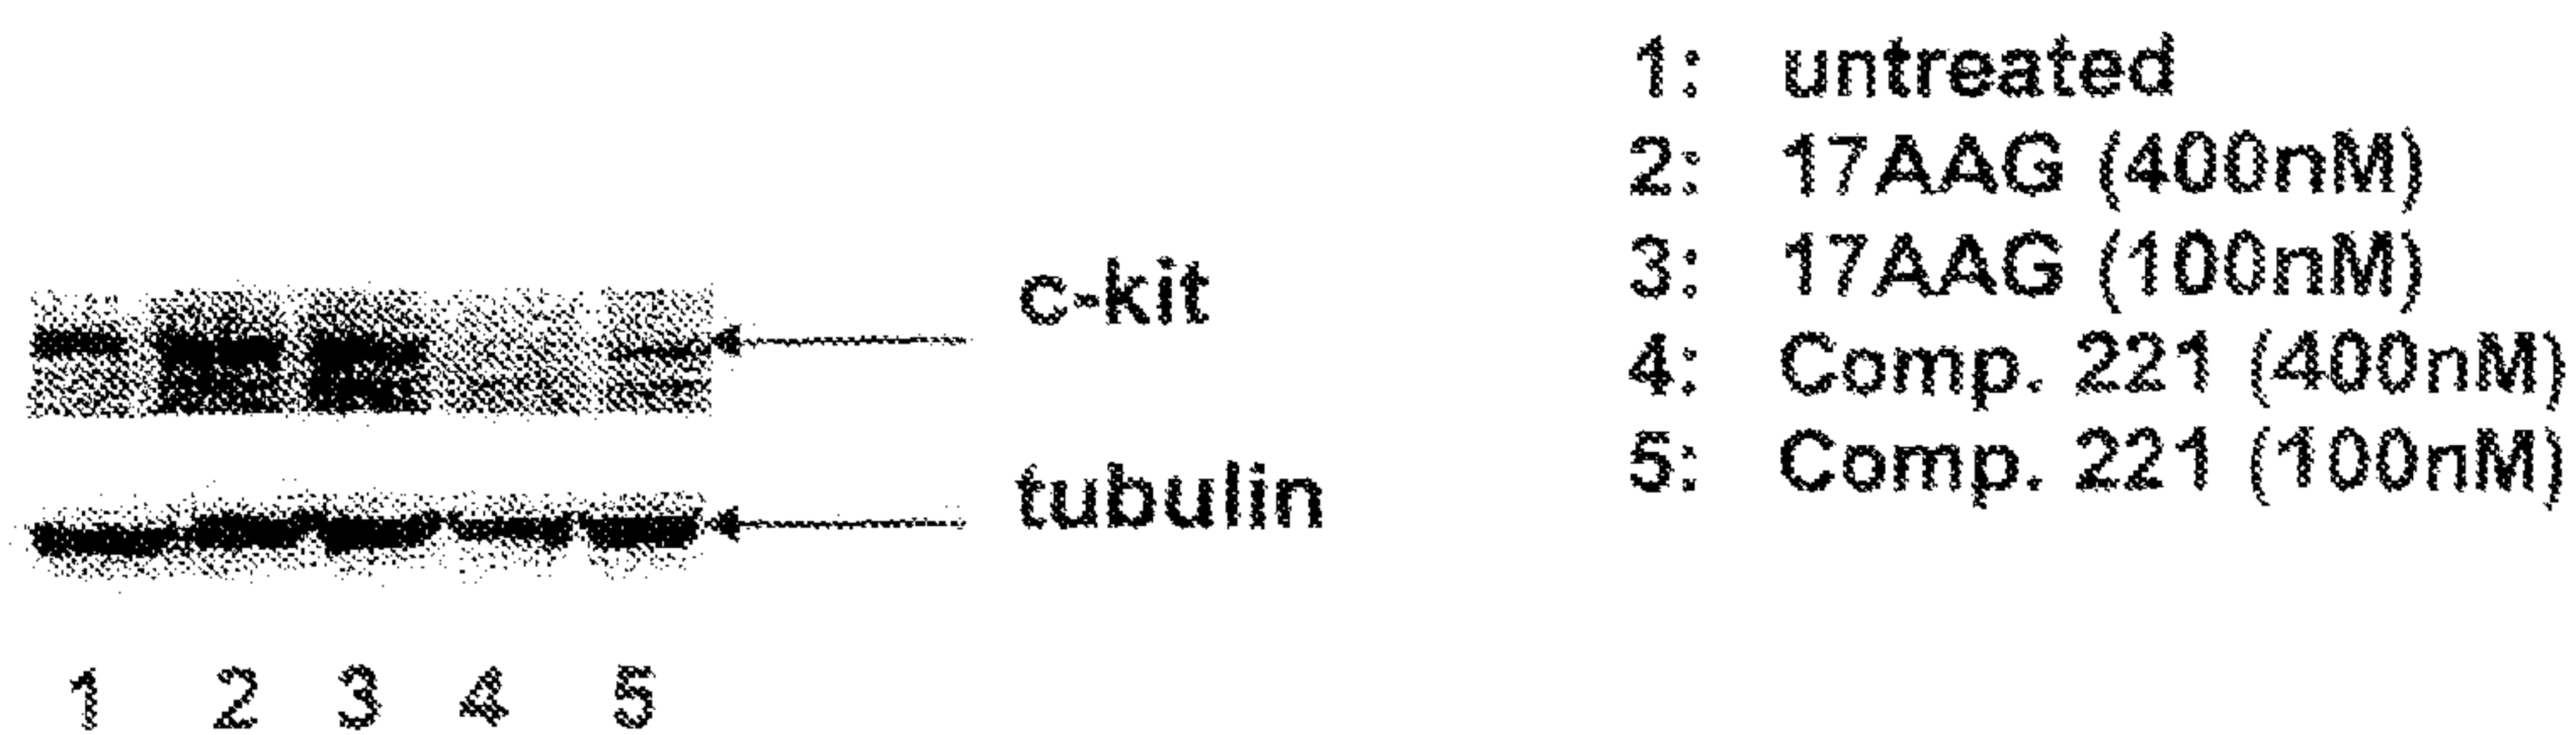 c-kit
tubulin
1 2 3 4 5
1: untreated
2: 17AAG (400nM)
3: 17AAG (100nM)
4: Comp. 221 (400nM)
5: Comp. 221 (100nM)